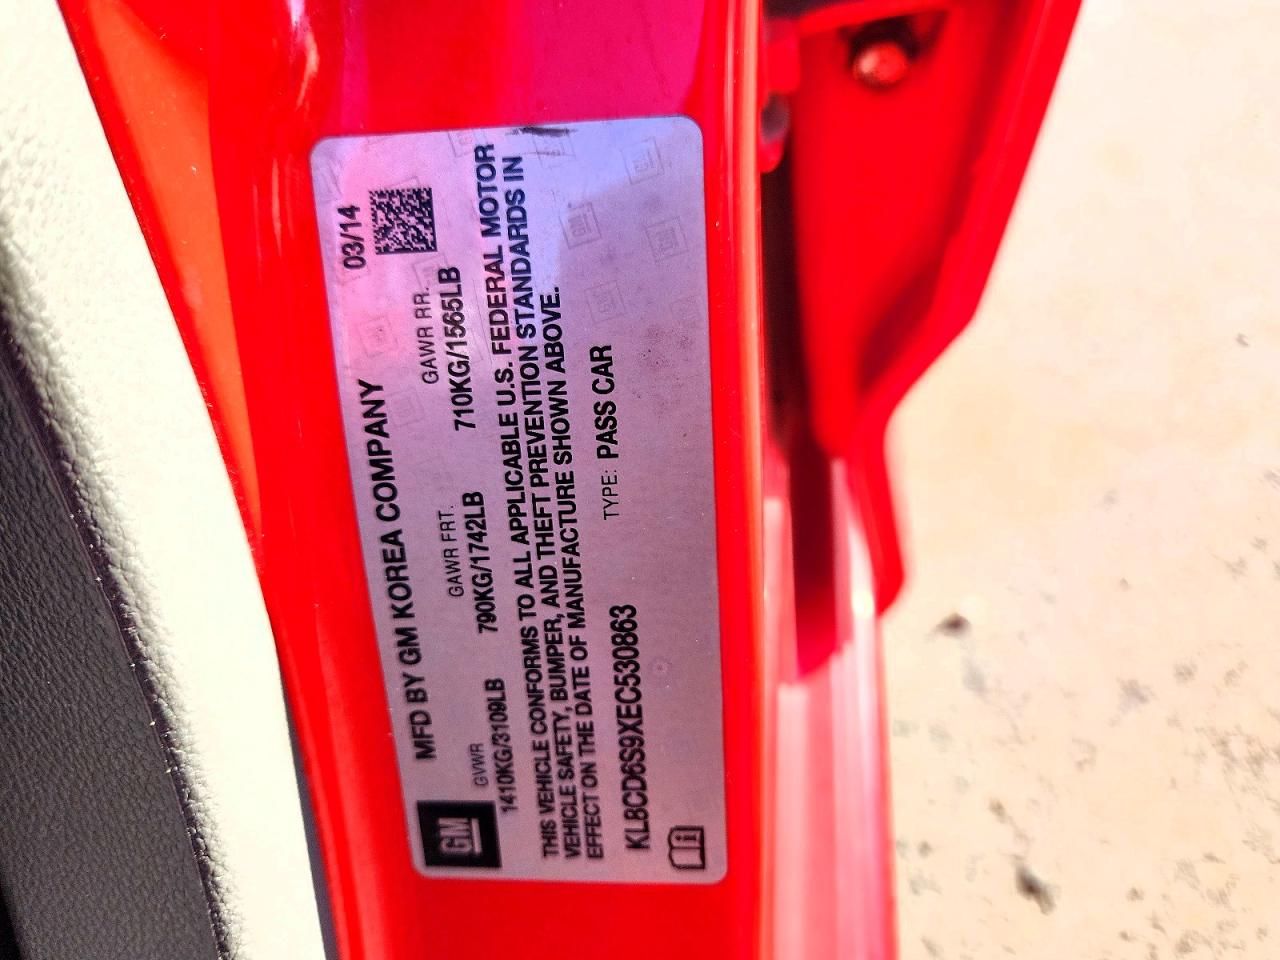 GM
MFD BY GM KOREA COMPANY 03/14
GVWR GAWR FRT. GAWR RR.
1410KG/3109LB 790KG/1742LB 710KG/1565LB
THIS VEHICLE CONFORMS TO ALL APPLICABLE U.S. FEDERAL MOTOR
VEHICLE SAFETY, BUMPER, AND THEFT PREVENTION STANDARDS IN
EFFECT ON THE DATE OF MANUFACTURE SHOWN ABOVE.
KL8CD6S9XEC530863 TYPE: PASS CAR